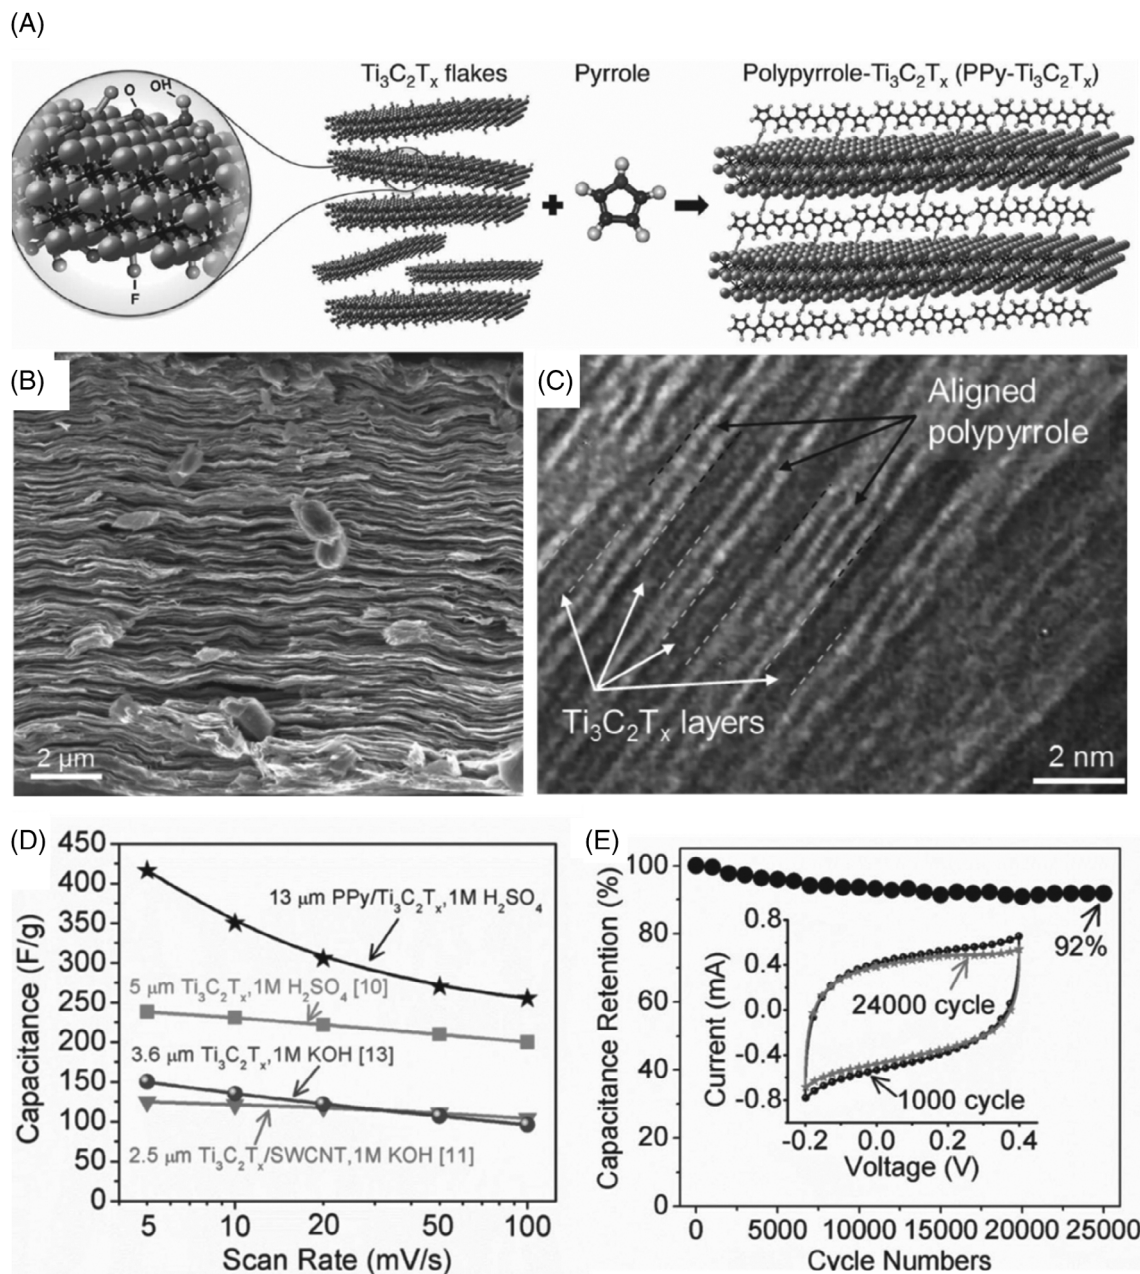 (A)
Ti₃C₂Tₓ flakes
Pyrrole
Polypyrrole-Ti₃C₂Tₓ (PPy-Ti₃C₂Tₓ)
O
OH
F
(B)
2 μm
(C)
Aligned
polypyrrole
Ti₃C₂Tₓ layers
2 nm
(D)
Capacitance (F/g)
450
400
350
300
250
200
150
100
50
0
13 μm PPy/Ti₃C₂Tₓ,1M H₂SO₄
5 μm Ti₃C₂Tₓ,1M H₂SO₄ [10]
3.6 μm Ti₃C₂Tₓ,1M KOH [13]
2.5 μm Ti₃C₂Tₓ/SWCNT,1M KOH [11]
5 10 20 50 100
Scan Rate (mV/s)
(E)
Capacitance Retention (%)
100
80
60
40
20
0
92%
Current (mA)
0.8
0.4
0.0
-0.4
-0.8
24000 cycle
1000 cycle
-0.2 0.0 0.2 0.4
Voltage (V)
0 5000 10000 15000 20000 25000
Cycle Numbers